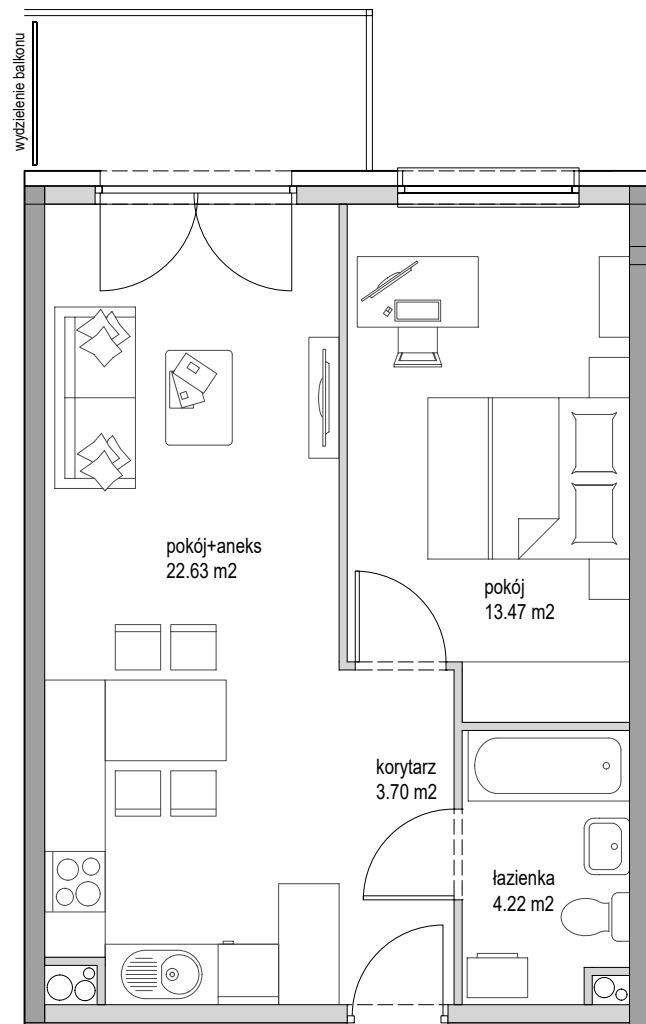 wydzielenie balkonu
pokój+aneks
22.63 m2
pokój
13.47 m2
korytarz
3.70 m2
łazienka
4.22 m2